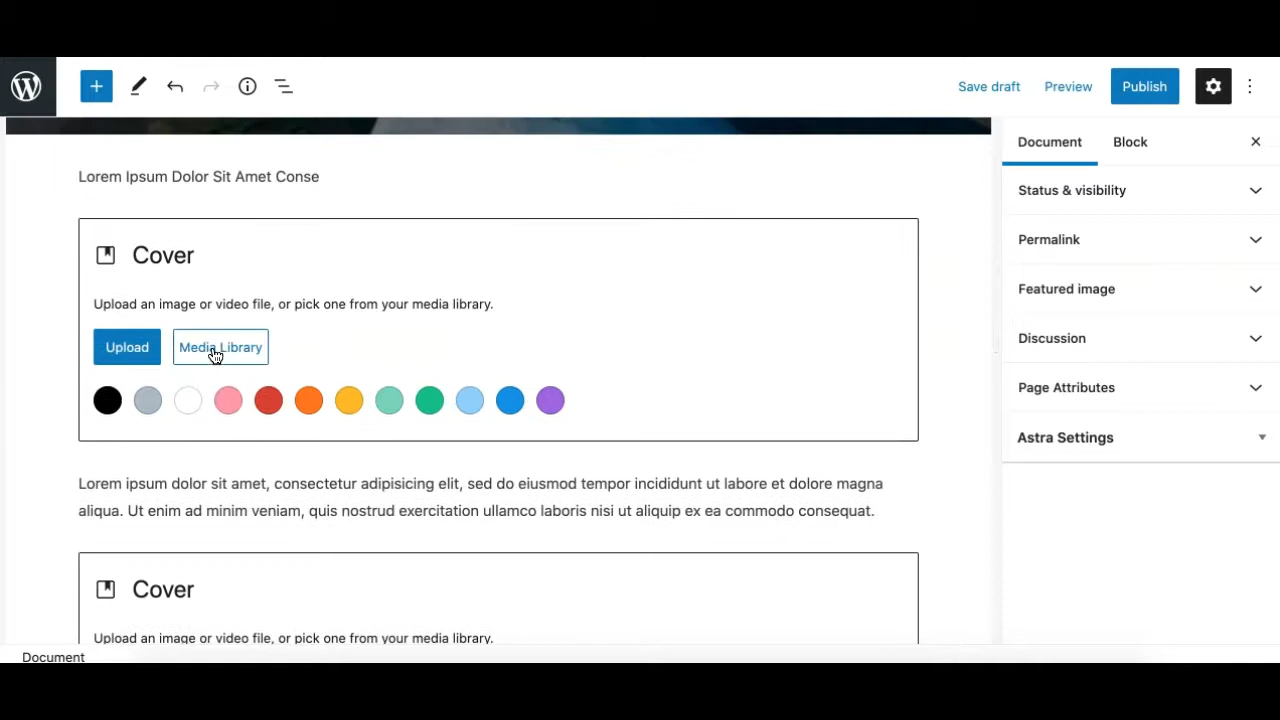 Save draft
Preview
Publish
Document
Block
Status & visibility
Permalink
Featured image
Discussion
Page Attributes
Astra Settings
Lorem Ipsum Dolor Sit Amet Conse
Cover
Upload an image or video file, or pick one from your media library.
Upload
Media Library
Lorem ipsum dolor sit amet, consectetur adipisicing elit, sed do eiusmod tempor incididunt ut labore et dolore magna
aliqua. Ut enim ad minim veniam, quis nostrud exercitation ullamco laboris nisi ut aliquip ex ea commodo consequat.
Cover
Upload an image or video file, or pick one from your media library.
Document